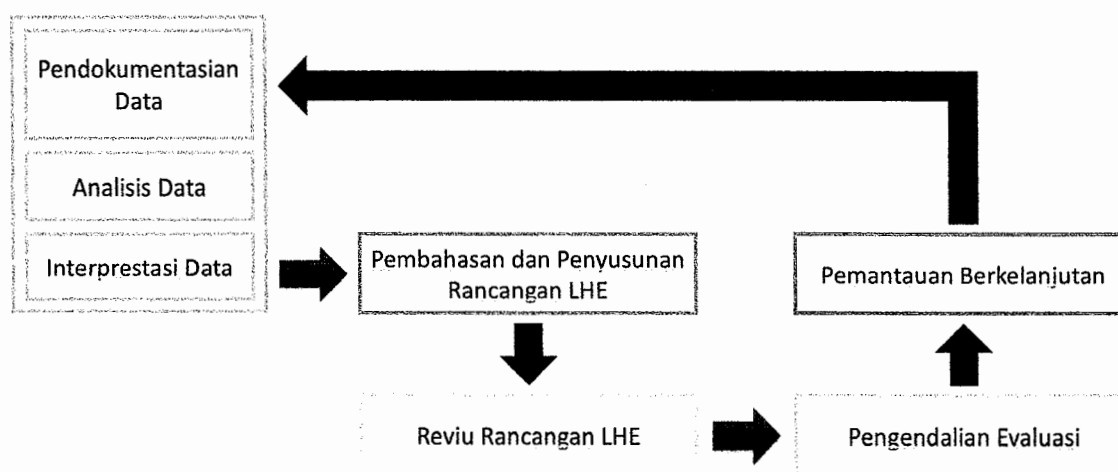 Pendokumentasian
Data
Analisis Data
Interprestasi Data
Pembahasan dan Penyusunan
Rancangan LHE
Pemantauan Berkelanjutan
Reviu Rancangan LHE
Pengendalian Evaluasi